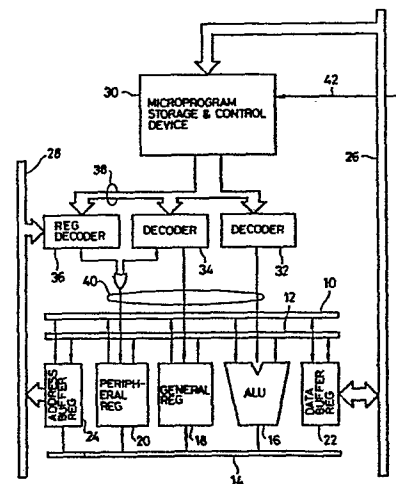 30
MICROPROGRAM
STORAGE & CONTROL
DEVICE
42
28
26
38
REG
DECODER
DECODER
DECODER
36
34
32
40
10
12
ADDRESS
BUFFER
REG
PERIPH-
ERAL
REG
GENERAL
REG
ALU
DATA
BUFFER
REG
24
20
18
16
22
14